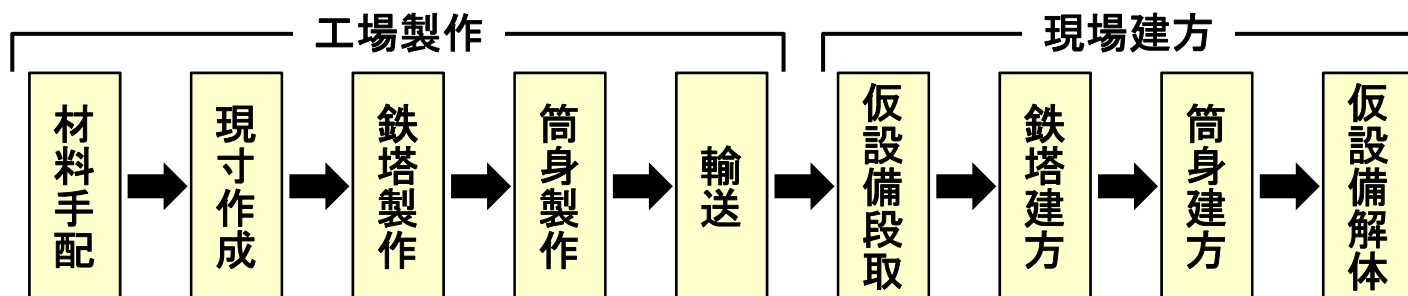 工場製作
現場建方
材料手配
現寸作成
鉄塔製作
筒身製作
輸送
仮設備段取
鉄塔建方
筒身建方
仮設備解体